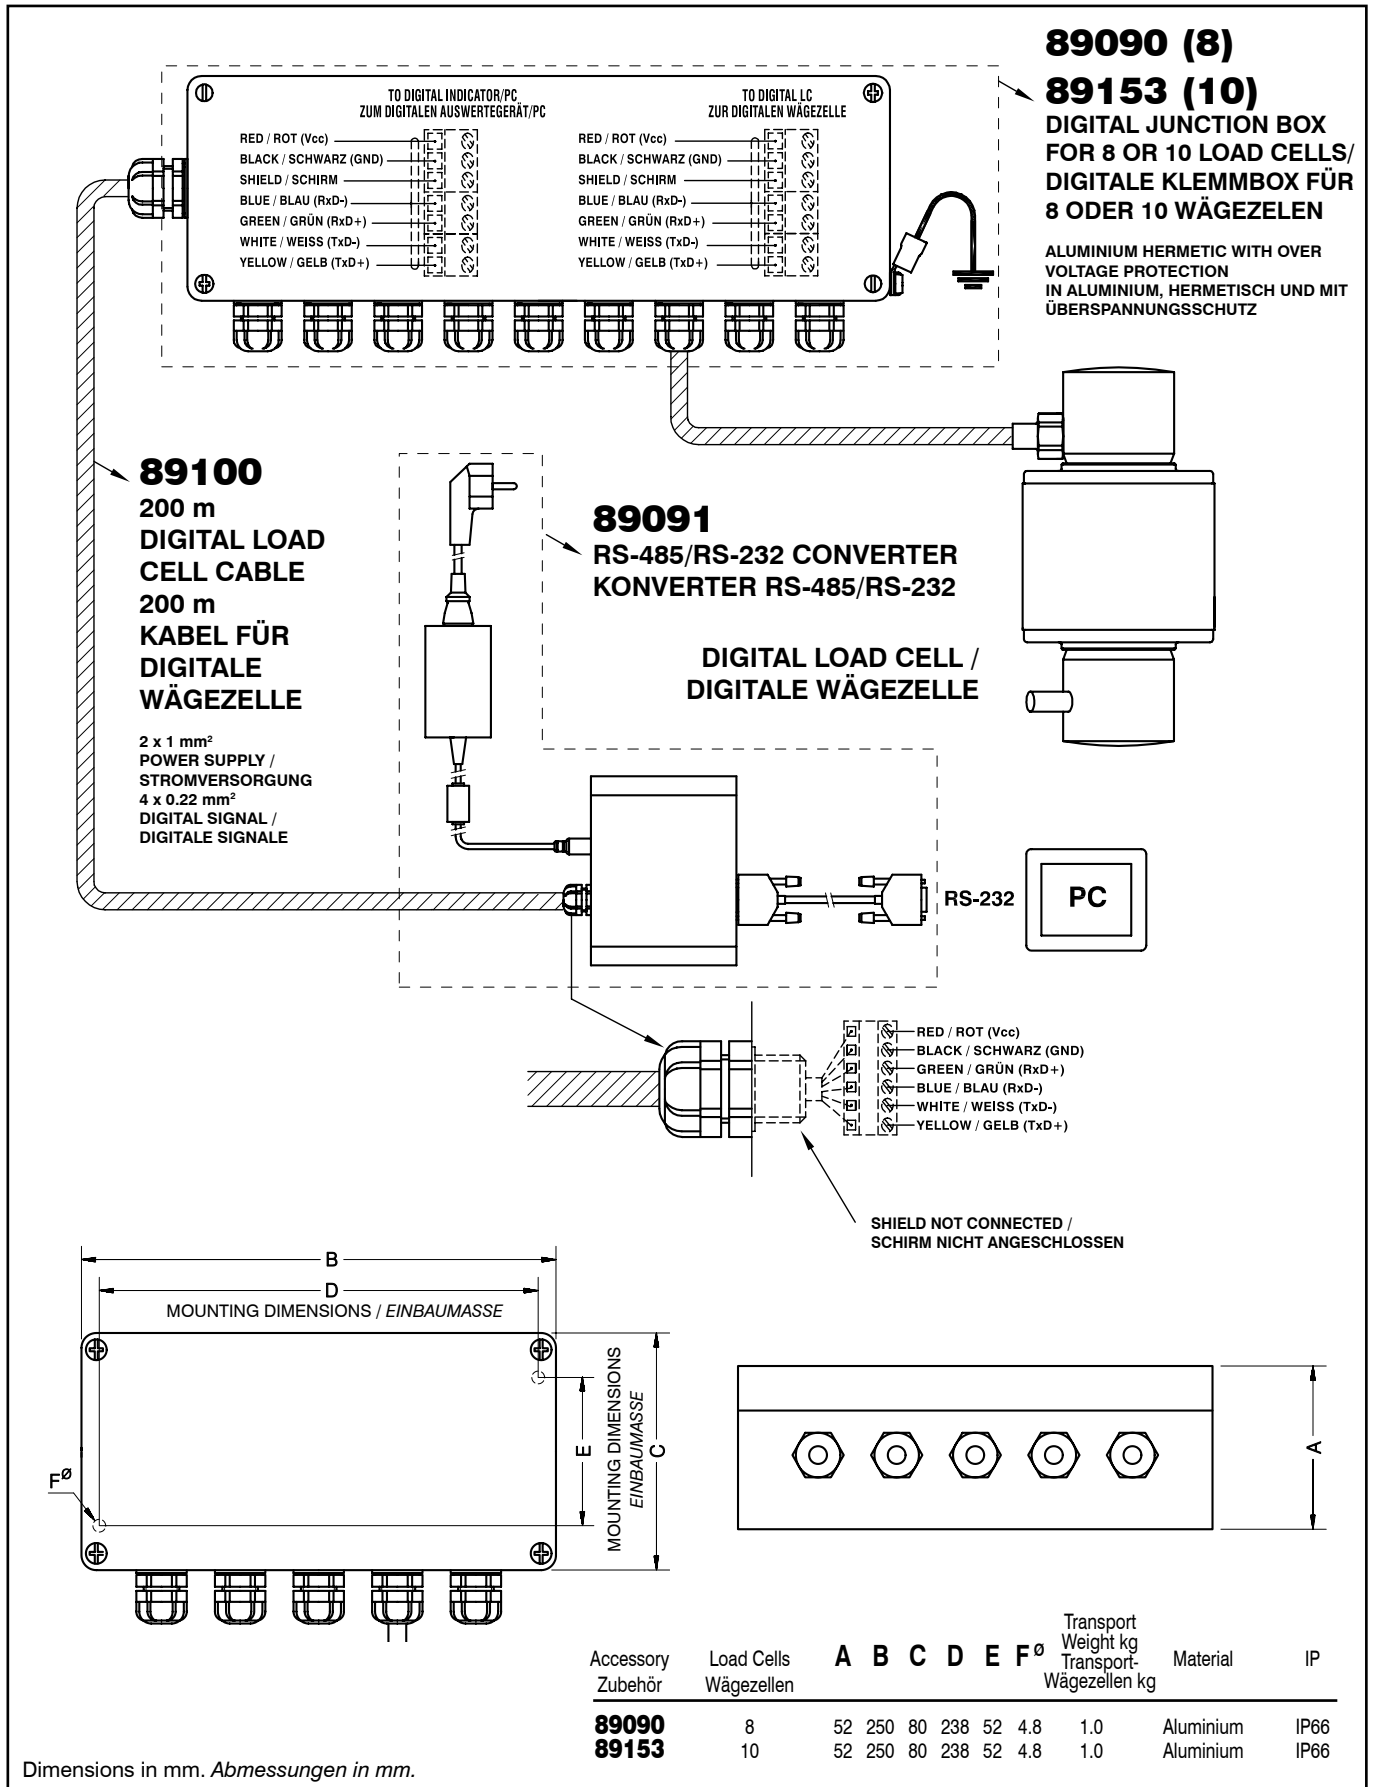 89090 (8)
89153 (10)
DIGITAL JUNCTION BOX
FOR 8 OR 10 LOAD CELLS/
DIGITALE KLEMMBOX FÜR
8 ODER 10 WÄGEZELEN
ALUMINIUM HERMETIC WITH OVER
VOLTAGE PROTECTION
IN ALUMINIUM, HERMETISCH UND MIT
ÜBERSPANNUNGSSCHUTZ
TO DIGITAL INDICATOR/PC
ZUM DIGITALEN AUSWERTEGERÄT/PC
RED / ROT (Vcc)
BLACK / SCHWARZ (GND)
SHIELD / SCHIRM
BLUE / BLAU (RxD-)
GREEN / GRÜN (RxD+)
WHITE / WEISS (TxD-)
YELLOW / GELB (TxD+)
TO DIGITAL LC
ZUR DIGITALEN WÄGEZELLE
RED / ROT (Vcc)
BLACK / SCHWARZ (GND)
SHIELD / SCHIRM
BLUE / BLAU (RxD-)
GREEN / GRÜN (RxD+)
WHITE / WEISS (TxD-)
YELLOW / GELB (TxD+)
89100
200 m
DIGITAL LOAD
CELL CABLE
200 m
KABEL FÜR
DIGITALE
WÄGEZELLE
2 x 1 mm²
POWER SUPPLY /
STROMVERSORGUNG
4 x 0.22 mm²
DIGITAL SIGNAL /
DIGITALE SIGNALE
89091
RS-485/RS-232 CONVERTER
KONVERTER RS-485/RS-232
DIGITAL LOAD CELL /
DIGITALE WÄGEZELLE
RS-232
PC
RED / ROT (Vcc)
BLACK / SCHWARZ (GND)
GREEN / GRÜN (RxD+)
BLUE / BLAU (RxD-)
WHITE / WEISS (TxD-)
YELLOW / GELB (TxD+)
SHIELD NOT CONNECTED /
SCHIRM NICHT ANGESCHLOSSEN
B
D
MOUNTING DIMENSIONS / EINBAUMASSE
E
MOUNTING DIMENSIONS
EINBAUMASSE
C
Fø
A
Accessory Load Cells A B C D E Fø Transport Material IP
Weight kg
Zubehör Wägezellen Transport-
Wägezellen kg
89090 8 52 250 80 238 52 4.8 1.0 Aluminium IP66
89153 10 52 250 80 238 52 4.8 1.0 Aluminium IP66
Dimensions in mm. Abmessungen in mm.